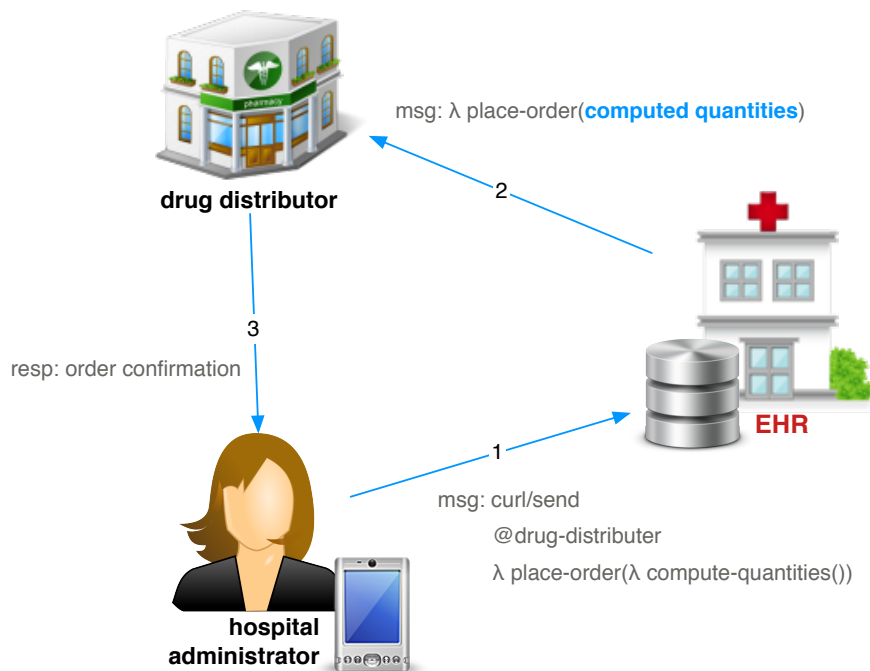 pharmacy
msg: λ place-order(computed quantities)
drug distributor
2
3
resp: order confirmation
EHR
1
msg: curl/send
@drug-distributer
λ place-order(λ compute-quantities())
hospital
administrator